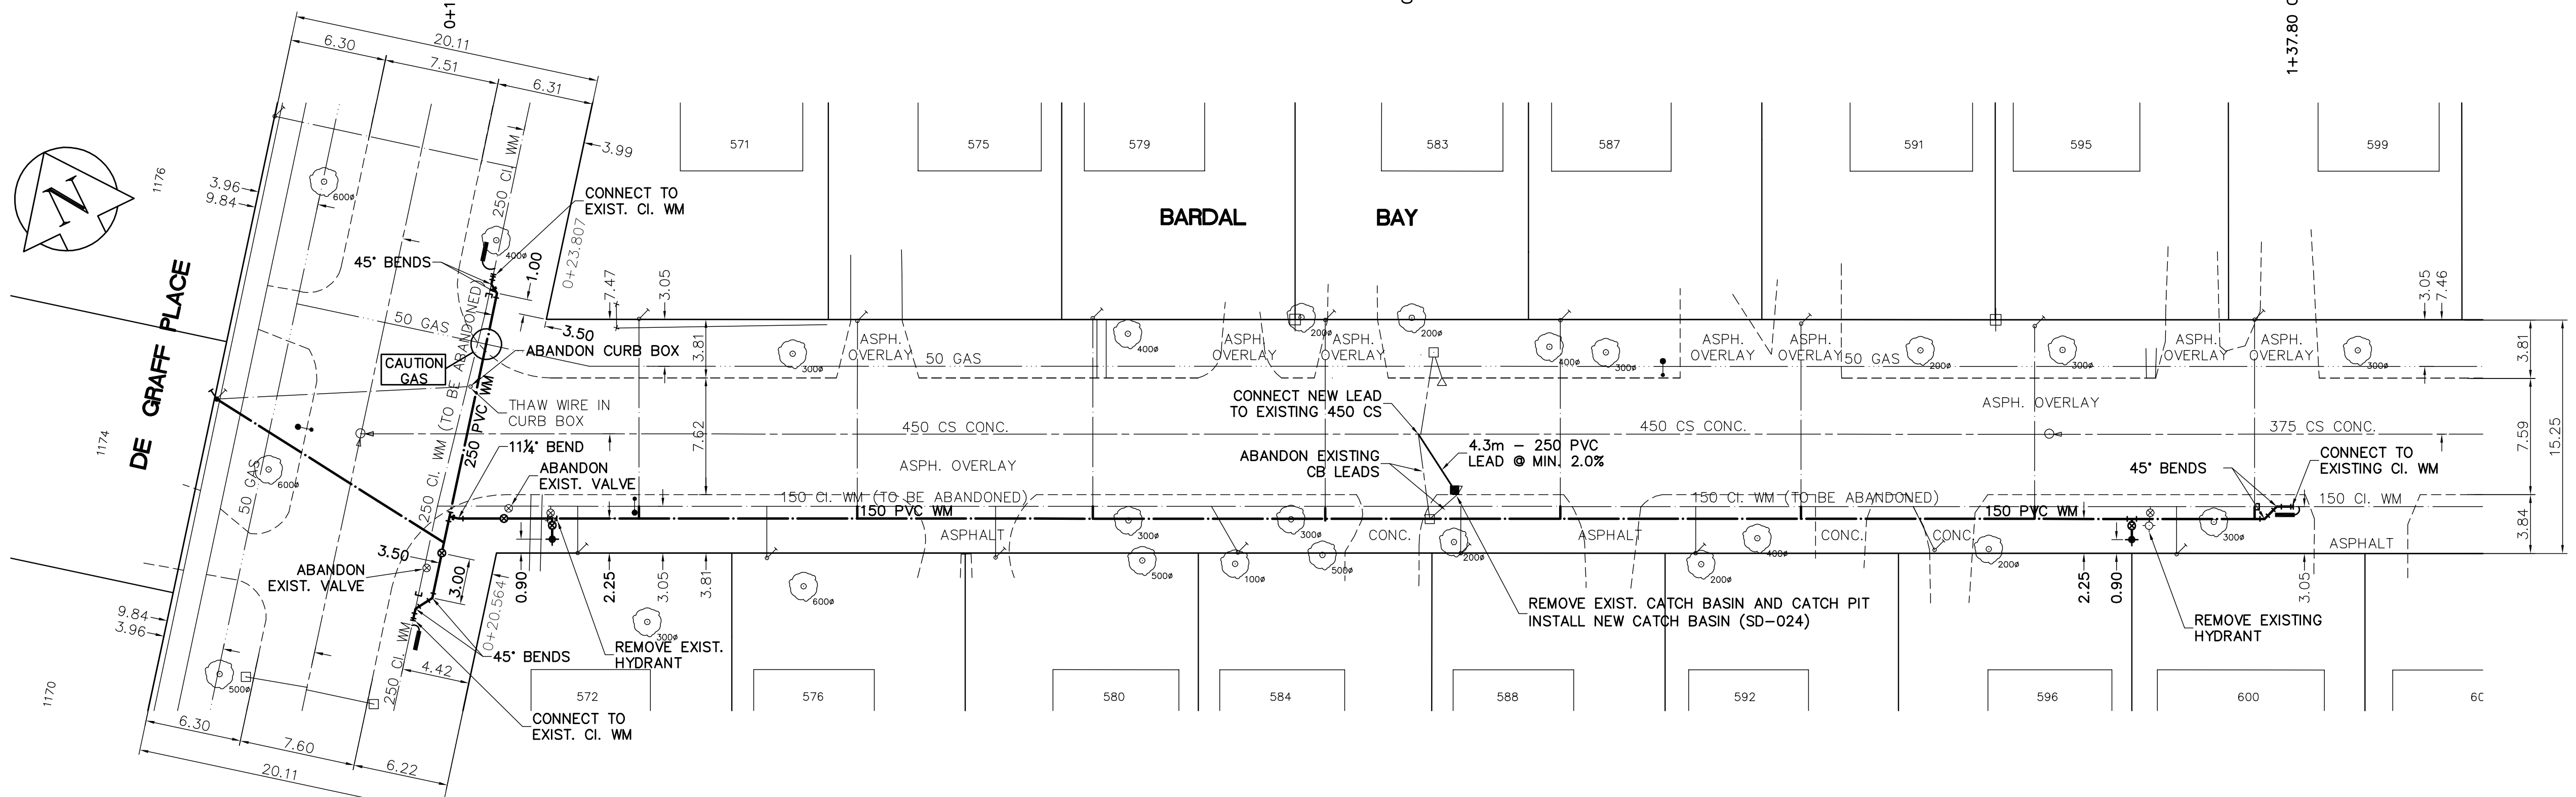 0+1
1+37.80 C
20.11
6.30
7.51
6.31
3.99
3.96
9.84
1176
N
DE GRAFF PLACE
1174
1170
600ø
400ø
250 CI. WM
CONNECT TO
EXIST. CI. WM
45° BENDS
1.00
0+23.807
7.47
3.05
3.50
50 GAS
CAUTION
GAS
ABANDON CURB BOX
THAW WIRE IN
CURB BOX
250 PVC WM
250 CI. WM (TO BE ABANDONED)
11¼° BEND
ABANDON
EXIST. VALVE
50 GAS
600ø
3.50
ABANDON
EXIST. VALVE
3.00
0+20.564
0.90
2.25
3.05
3.81
9.84
3.96
500ø
250 CI. WM
45° BENDS
4.42
CONNECT TO
EXIST. CI. WM
REMOVE EXIST.
HYDRANT
6.30
7.60
6.22
20.11
571
575
579
583
587
591
595
599
BARDAL BAY
3.81
7.62
300ø
ASPH.
OVERLAY
50 GAS
400ø
ASPH.
OVERLAY
200ø
ASPH.
OVERLAY
200ø
400ø
300ø
ASPH.
OVERLAY
ASPH.
OVERLAY
50 GAS
200ø
300ø
ASPH.
OVERLAY
ASPH.
OVERLAY
300ø
3.05
7.46
3.81
7.59
3.84
15.25
CONNECT NEW LEAD
TO EXISTING 450 CS
ASPH. OVERLAY
450 CS CONC.
450 CS CONC.
375 CS CONC.
ASPH. OVERLAY
ABANDON EXISTING
CB LEADS
4.3m – 250 PVC
LEAD @ MIN. 2.0%
45° BENDS
CONNECT TO
EXISTING CI. WM
150 CI. WM (TO BE ABANDONED)
150 PVC WM
150 CI. WM (TO BE ABANDONED)
150 PVC WM
150 CI. WM
ASPHALT
300ø
300ø
CONC.
ASPHALT
CONC.
CONC.
300ø
ASPHALT
500ø
100ø
500ø
200ø
200ø
400ø
200ø
600ø
300ø
2.25
0.90
3.05
REMOVE EXIST. CATCH BASIN AND CATCH PIT
INSTALL NEW CATCH BASIN (SD-024)
REMOVE EXISTING
HYDRANT
572
576
580
584
588
592
596
600
60